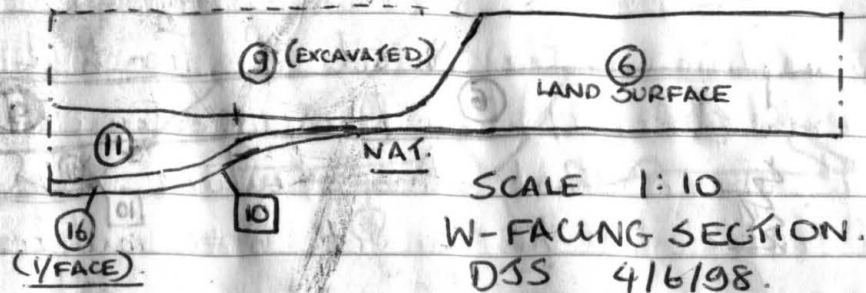 9 (EXCAVATED)
6
LAND SURFACE
11
NAT.
16
10
(I/FACE).
SCALE 1:10
W-FACING SECTION.
DJS 4/6/98.